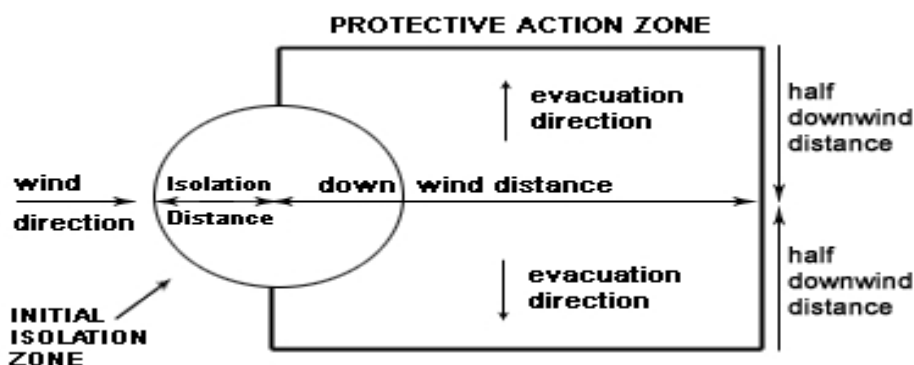 PROTECTIVE ACTION ZONE
evacuation
direction
half
downwind
distance
wind
direction
Isolation
Distance
down wind distance
evacuation
direction
half
downwind
distance
INITIAL
ISOLATION
ZONE